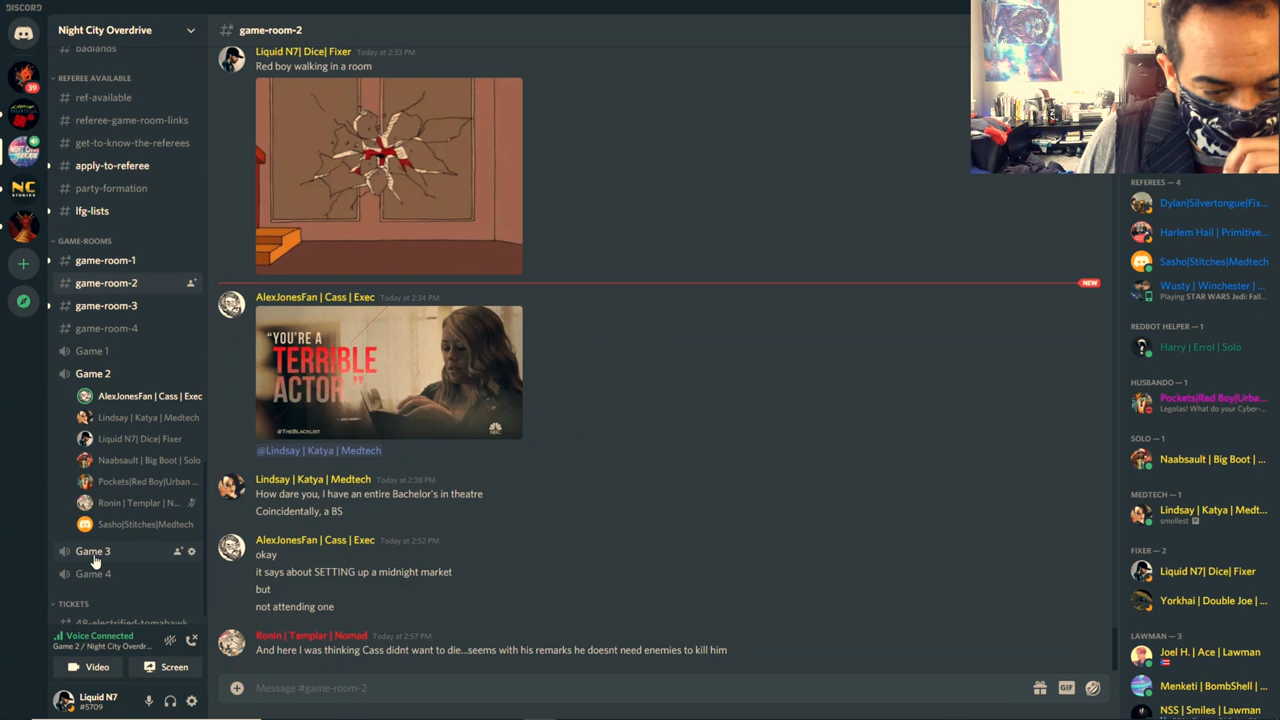 DISCORD
Night City Overdrive
badlands
REFEREE AVAILABLE
ref-available
referee-game-room-links
get-to-know-the-referees
apply-to-referee
party-formation
lfg-lists
GAME-ROOMS
game-room-1
game-room-2
game-room-3
game-room-4
Game 1
Game 2
AlexJonesFan | Cass | Exec
Lindsay | Katya | Medtech
Liquid N7| Dice| Fixer
Naabsault | Big Boot | Solo
Pockets|Red Boy|Urban ...
Ronin | Templar | N...
Sasho|Stitches|Medtech
Game 3
Game 4
TICKETS
48-electrified-tomahawk
Voice Connected
Game 2 / Night City Overdr...
Video
Screen
Liquid N7
#5709
39
NC
game-room-2
Liquid N7| Dice| Fixer Today at 2:33 PM
Red boy walking in a room
NEW
AlexJonesFan | Cass | Exec Today at 2:34 PM
"YOU'RE A
TERRIBLE
ACTOR."
@THEBLACKLIST
NBC
@Lindsay | Katya | Medtech
Lindsay | Katya | Medtech Today at 2:38 PM
How dare you, I have an entire Bachelor's in theatre
Coincidentally, a BS
AlexJonesFan | Cass | Exec Today at 2:52 PM
okay
it says about SETTING up a midnight market
but
not attending one
Ronin | Templar | Nomad Today at 2:57 PM
And here I was thinking Cass didnt want to die...seems with his remarks he doesnt need enemies to kill him
Message #game-room-2
GIF
REFEREES — 4
Dylan|Silvertongue|Fix...
Harlem Hail | Primitive...
Sasho|Stitches|Medtech
Wusty | Winchester | ...
Playing STAR WARS Jedi: Fall...
REDBOT HELPER — 1
Harry | Errol | Solo
HUSBANDO — 1
Pockets|Red Boy|Urba...
Legolas! What do your Cyber-...
SOLO — 1
Naabsault | Big Boot | ...
MEDTECH — 1
Lindsay | Katya | Medt...
smollest
FIXER — 2
Liquid N7| Dice| Fixer
Yorkhai | Double Joe | ...
LAWMAN — 3
Joel H. | Ace | Lawman
Menketi | BombShell | ...
NSS | Smiles | Lawman